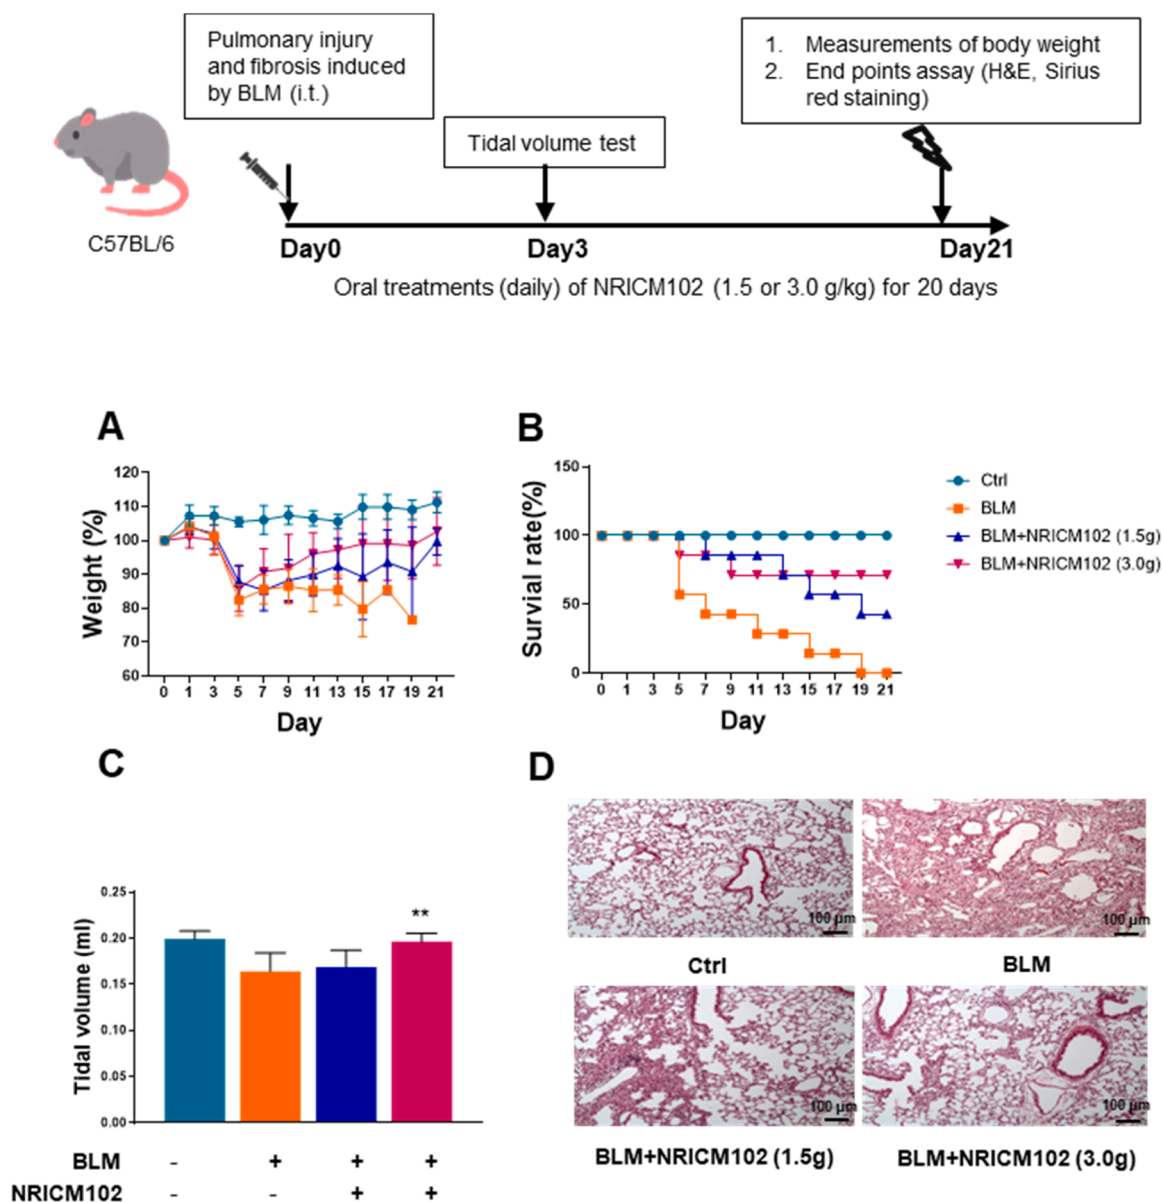 Pulmonary injury
and fibrosis induced
by BLM (i.t.)
1. Measurements of body weight
2. End points assay (H&E, Sirius
red staining)
Tidal volume test
C57BL/6
Day0
Day3
Day21
Oral treatments (daily) of NRICM102 (1.5 or 3.0 g/kg) for 20 days
A
120
110
100
90
80
70
60
Weight (%)
0 1 3 5 7 9 11 13 15 17 19 21
Day
B
150
100
50
0
Survial rate(%)
0 1 3 5 7 9 11 13 15 17 19 21
Day
Ctrl
BLM
BLM+NRICM102 (1.5g)
BLM+NRICM102 (3.0g)
C
0.25
0.20
0.15
0.10
0.05
0.00
Tidal volume (ml)
**
BLM - + + +
NRICM102 - - + +
D
100 µm
100 µm
Ctrl
BLM
100 µm
100 µm
BLM+NRICM102 (1.5g)
BLM+NRICM102 (3.0g)